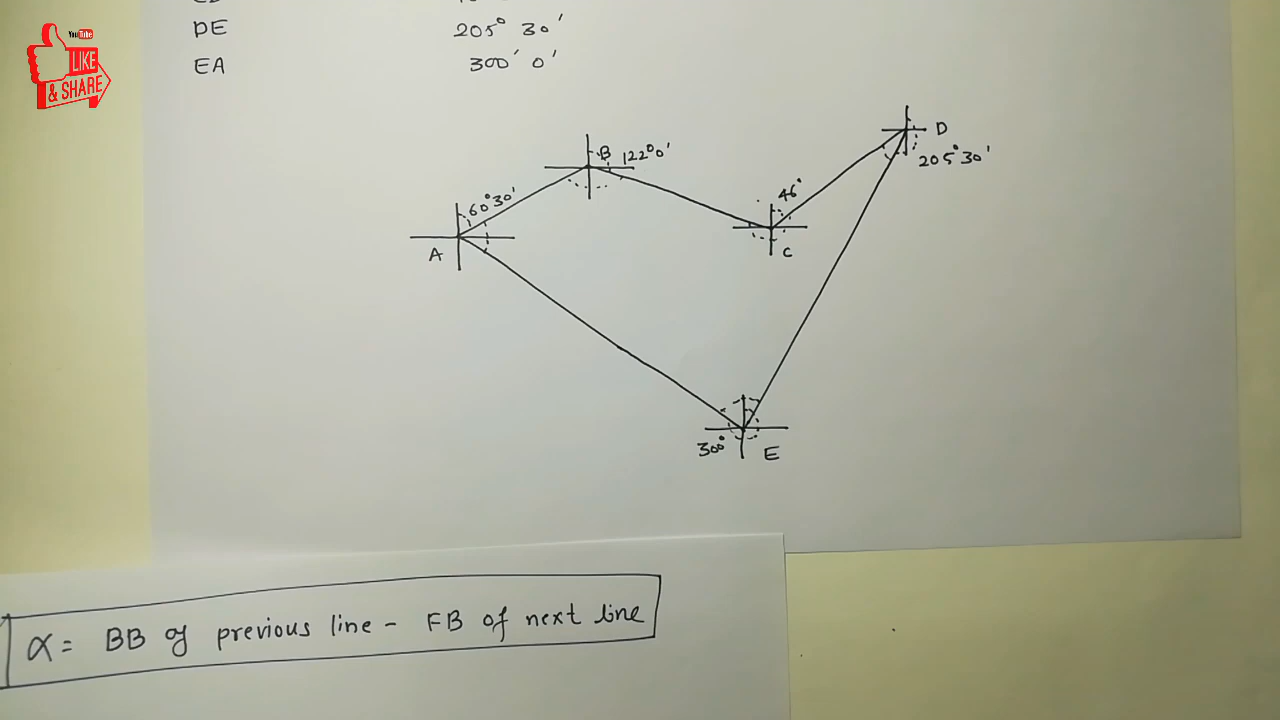 DE 205° 30'
EA 300' 0'
YouTube
LIKE
& SHARE
D
B 122°0'
205°30'
46°
60°30'
A
C
300°
E
α = BB of previous line - FB of next line